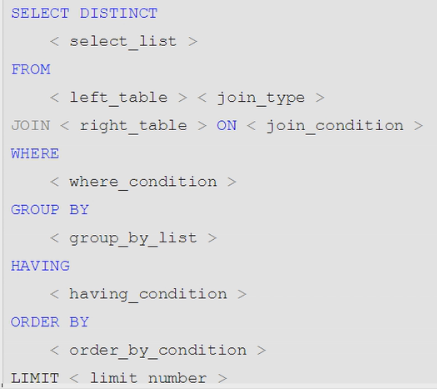 SELECT DISTINCT
< select_list >
FROM
< left_table > < join_type >
JOIN < right_table > ON < join_condition >
WHERE
< where_condition >
GROUP BY
< group_by_list >
HAVING
< having_condition >
ORDER BY
< order_by_condition >
LIMIT < limit number >